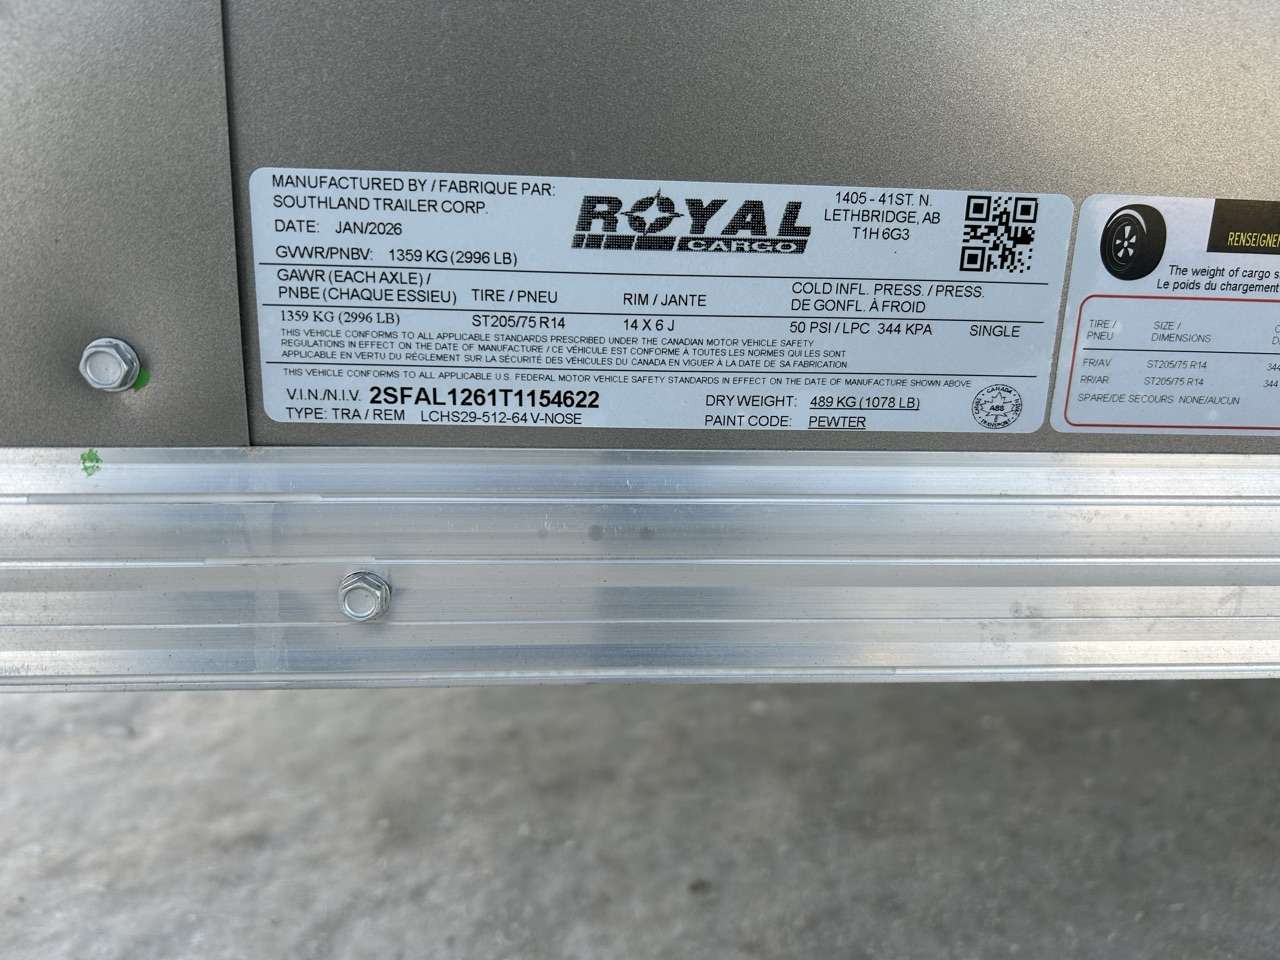 MANUFACTURED BY / FABRIQUE PAR:
SOUTHLAND TRAILER CORP.
DATE: JAN/2026
GVWR/PNBV: 1359 KG (2996 LB)
ROYAL
CARGO
1405 - 41ST. N.
LETHBRIDGE, AB
T1H 6G3
GAWR (EACH AXLE) /
PNBE (CHAQUE ESSIEU)
TIRE / PNEU
RIM / JANTE
COLD INFL. PRESS. / PRESS.
DE GONFL. À FROID
1359 KG (2996 LB)
ST205/75 R14
14 X 6 J
50 PSI / LPC 344 KPA
SINGLE
THIS VEHICLE CONFORMS TO ALL APPLICABLE STANDARDS PRESCRIBED UNDER THE CANADIAN MOTOR VEHICLE SAFETY
REGULATIONS IN EFFECT ON THE DATE OF MANUFACTURE / CE VÉHICULE EST CONFORME À TOUTES LES NORMES QUI LES SONT
APPLICABLE EN VERTU DU RÉGLEMENT SUR LA SÉCURITÉ DES VÉHICULES DU CANADA EN VIGUER À LA DATE DE SA FABRICATION
THIS VEHICLE CONFORMS TO ALL APPLICABLE U.S. FEDERAL MOTOR VEHICLE SAFETY STANDARDS IN EFFECT ON THE DATE OF MANUFACTURE SHOWN ABOVE
V.I.N./N.I.V. 2SFAL1261T1154622
TYPE: TRA / REM LCHS29-512-64 V-NOSE
DRY WEIGHT: 489 KG (1078 LB)
PAINT CODE: PEWTER
CANADA
ABS
TRANSPORT
The weight of cargo
Le poids du chargement
TIRE /
PNEU
SIZE /
DIMENSIONS
FR/AV ST205/75 R14 344
RR/AR ST205/75 R14 344
SPARE/DE SECOURS NONE/AUCUN